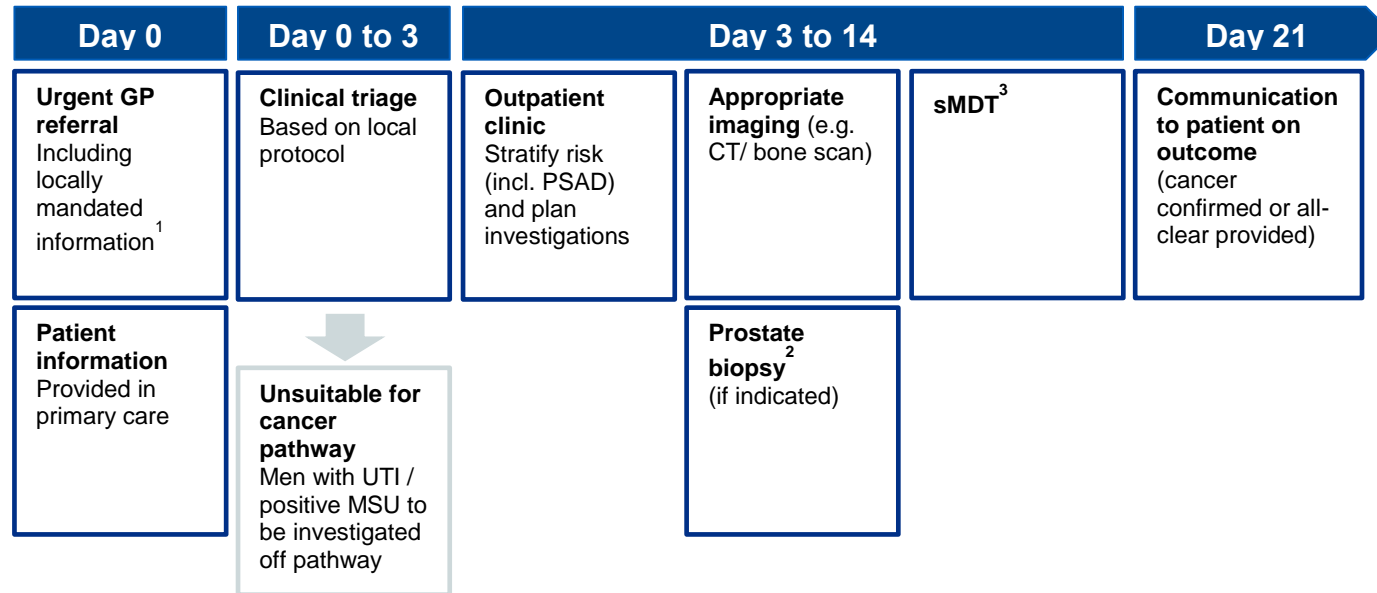 Day 0
Day 0 to 3
Day 3 to 14
Day 21
Urgent GP
referral
Including
locally
mandated
information1
Patient
information
Provided in
primary care
Clinical triage
Based on local
protocol
Unsuitable for
cancer
pathway
Men with UTI /
positive MSU to
be investigated
off pathway
Outpatient
clinic
Stratify risk
(incl. PSAD)
and plan
investigations
Appropriate
imaging (e.g.
CT/ bone scan)
Prostate
biopsy2
(if indicated)
sMDT3
Communication
to patient on
outcome
(cancer
confirmed or all-
clear provided)